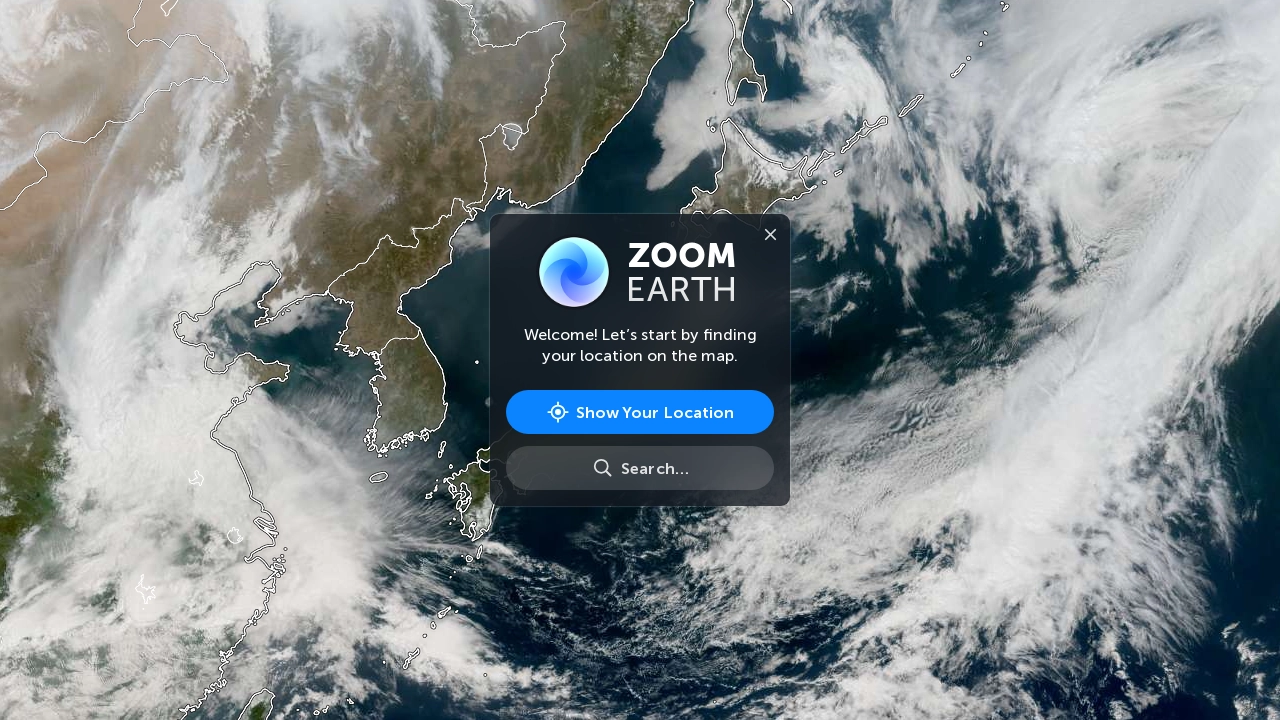 ZOOM
EARTH
Welcome! Let’s start by finding
your location on the map.
Show Your Location
Search...